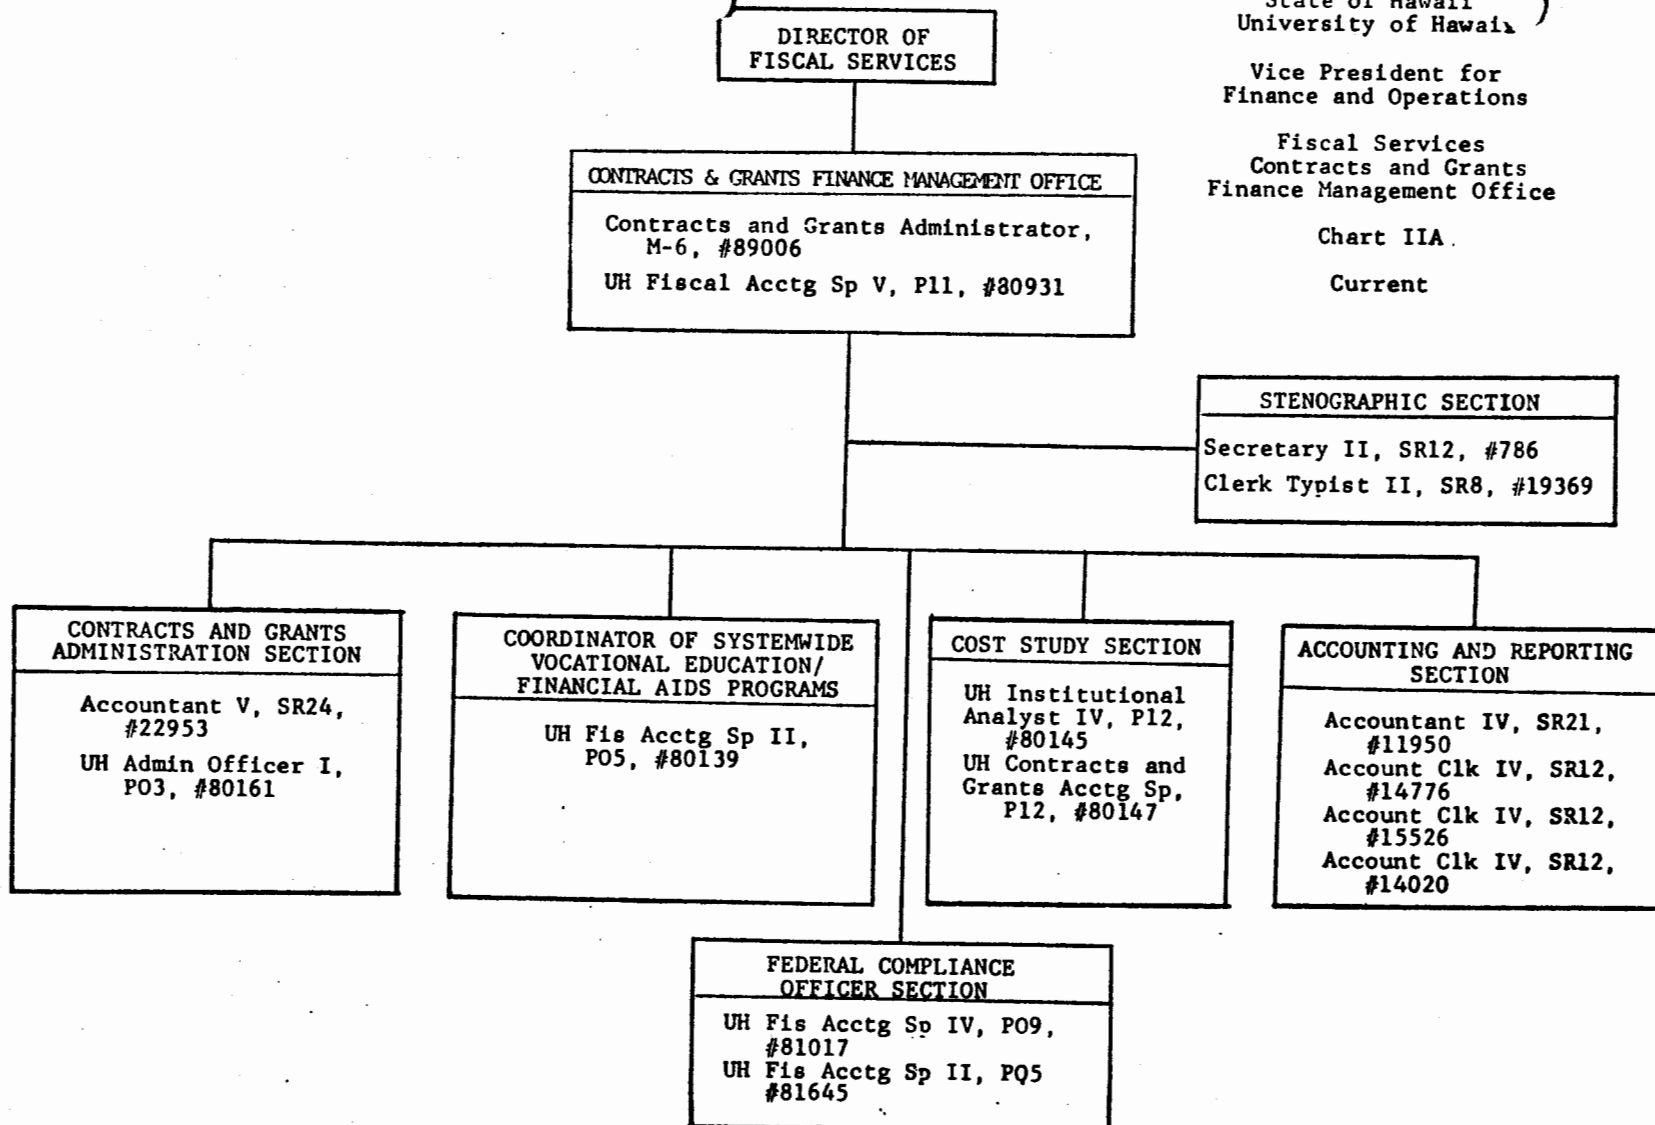 State of Hawaii
University of Hawaii
Vice President for
Finance and Operations
Fiscal Services
Contracts and Grants
Finance Management Office
Chart IIA
Current
DIRECTOR OF
FISCAL SERVICES
CONTRACTS & GRANTS FINANCE MANAGEMENT OFFICE
Contracts and Grants Administrator,
M-6, #89006
UH Fiscal Acctg Sp V, P11, #80931
STENOGRAPHIC SECTION
Secretary II, SR12, #786
Clerk Typist II, SR8, #19369
CONTRACTS AND GRANTS
ADMINISTRATION SECTION
Accountant V, SR24,
#22953
UH Admin Officer I,
PO3, #80161
COORDINATOR OF SYSTEMWIDE
VOCATIONAL EDUCATION/
FINANCIAL AIDS PROGRAMS
UH Fis Acctg Sp II,
PO5, #80139
COST STUDY SECTION
UH Institutional
Analyst IV, P12,
#80145
UH Contracts and
Grants Acctg Sp,
P12, #80147
ACCOUNTING AND REPORTING
SECTION
Accountant IV, SR21,
#11950
Account Clk IV, SR12,
#14776
Account Clk IV, SR12,
#15526
Account Clk IV, SR12,
#14020
FEDERAL COMPLIANCE
OFFICER SECTION
UH Fis Acctg Sp IV, PO9,
#81017
UH Fis Acctg Sp II, PO5
#81645